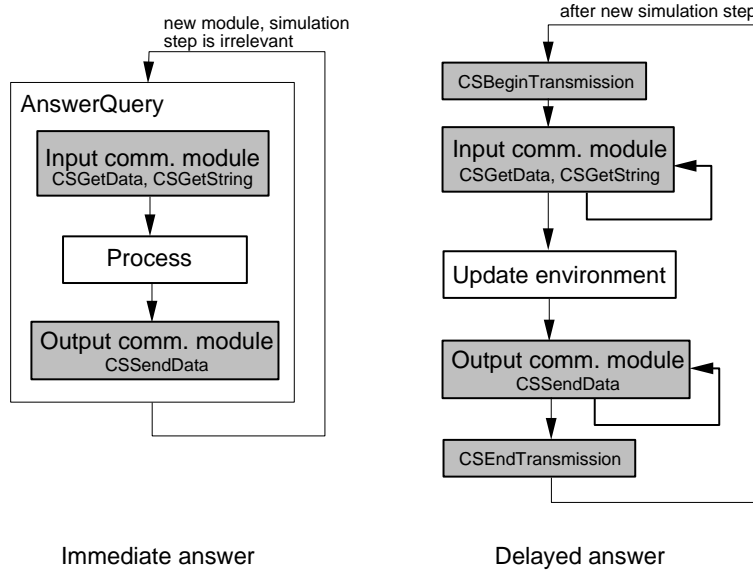 new module, simulation
step is irrelevant
AnswerQuery
Input comm. module
CSGetData, CSGetString
Process
Output comm. module
CSSendData
Immediate answer
after new simulation step
CSBeginTransmission
Input comm. module
CSGetData, CSGetString
Update environment
Output comm. module
CSSendData
CSEndTransmission
Delayed answer